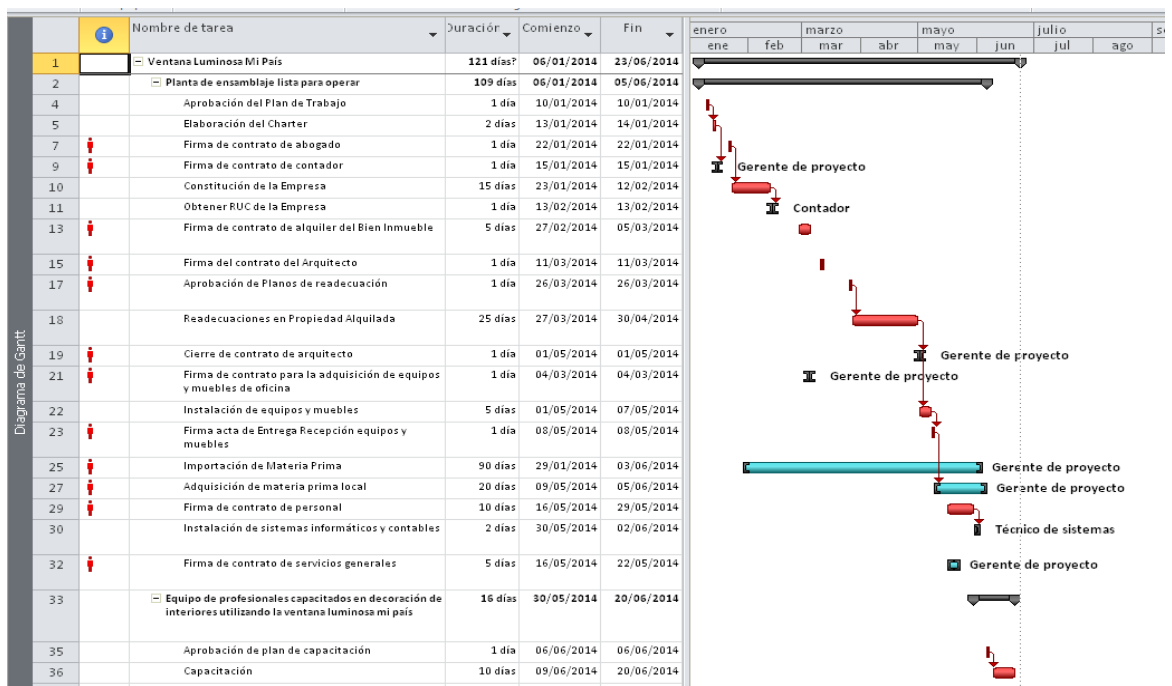 Nombre de tarea Duración Comienzo Fin
enero marzo mayo julio
ene feb mar abr may jun jul ago
1 Ventana Luminosa Mi País 121 días? 06/01/2014 23/06/2014
2 Planta de ensamblaje lista para operar 109 días 06/01/2014 05/06/2014
4 Aprobación del Plan de Trabajo 1 día 10/01/2014 10/01/2014
5 Elaboración del Charter 2 días 13/01/2014 14/01/2014
7 Firma de contrato de abogado 1 día 22/01/2014 22/01/2014
9 Firma de contrato de contador 1 día 15/01/2014 15/01/2014 Gerente de proyecto
10 Constitución de la Empresa 15 días 23/01/2014 12/02/2014
11 Obtener RUC de la Empresa 1 día 13/02/2014 13/02/2014 Contador
13 Firma de contrato de alquiler del Bien Inmueble 5 días 27/02/2014 05/03/2014
15 Firma del contrato del Arquitecto 1 día 11/03/2014 11/03/2014
17 Aprobación de Planos de readecuación 1 día 26/03/2014 26/03/2014
18 Readecuaciones en Propiedad Alquilada 25 días 27/03/2014 30/04/2014
19 Cierre de contrato de arquitecto 1 día 01/05/2014 01/05/2014 Gerente de proyecto
21 Firma de contrato para la adquisición de equipos 1 día 04/03/2014 04/03/2014 Gerente de proyecto
y muebles de oficina
22 Instalación de equipos y muebles 5 días 01/05/2014 07/05/2014
23 Firma acta de Entrega Recepción equipos y 1 día 08/05/2014 08/05/2014
muebles
25 Importación de Materia Prima 90 días 29/01/2014 03/06/2014 Gerente de proyecto
27 Adquisición de materia prima local 20 días 09/05/2014 05/06/2014 Gerente de proyecto
29 Firma de contrato de personal 10 días 16/05/2014 29/05/2014
30 Instalación de sistemas informáticos y contables 2 días 30/05/2014 02/06/2014 Técnico de sistemas
32 Firma de contrato de servicios generales 5 días 16/05/2014 22/05/2014 Gerente de proyecto
33 Equipo de profesionales capacitados en decoración de 16 días 30/05/2014 20/06/2014
interiores utilizando la ventana luminosa mi país
35 Aprobación de plan de capacitación 1 día 06/06/2014 06/06/2014
36 Capacitación 10 días 09/06/2014 20/06/2014
Diagrama de Gantt